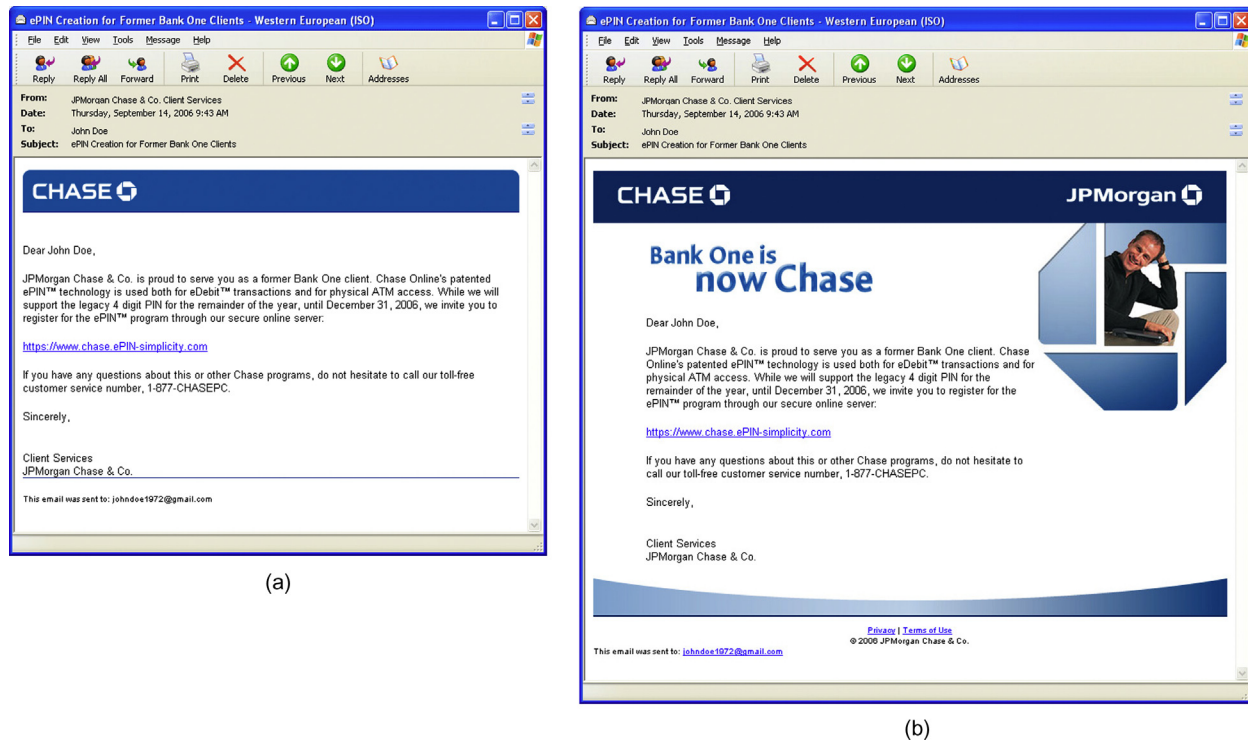 ePIN Creation for Former Bank One Clients - Western European (ISO)
File Edit View Tools Message Help
Reply Reply All Forward Print Delete Previous Next Addresses
From: JPMorgan Chase & Co. Client Services
Date: Thursday, September 14, 2006 9:43 AM
To: John Doe
Subject: ePIN Creation for Former Bank One Clients
CHASE
Dear John Doe,
JPMorgan Chase & Co. is proud to serve you as a former Bank One client. Chase Online's patented
ePIN™ technology is used both for eDebit™ transactions and for physical ATM access. While we will
support the legacy 4 digit PIN for the remainder of the year, until December 31, 2006, we invite you to
register for the ePIN™ program through our secure online server:
https://www.chase.ePIN-simplicity.com
If you have any questions about this or other Chase programs, do not hesitate to call our toll-free
customer service number, 1-877-CHASEPC.
Sincerely,
Client Services
JPMorgan Chase & Co.
This email was sent to: johndoe1972@gmail.com
(a)
ePIN Creation for Former Bank One Clients - Western European (ISO)
File Edit View Tools Message Help
Reply Reply All Forward Print Delete Previous Next Addresses
From: JPMorgan Chase & Co. Client Services
Date: Thursday, September 14, 2006 9:43 AM
To: John Doe
Subject: ePIN Creation for Former Bank One Clients
CHASE JPMorgan
Bank One is
now Chase
Dear John Doe,
JPMorgan Chase & Co. is proud to serve you as a former Bank One client. Chase
Online's patented ePIN™ technology is used both for eDebit™ transactions and for
physical ATM access. While we will support the legacy 4 digit PIN for the
remainder of the year, until December 31, 2006, we invite you to register for the
ePIN™ program through our secure online server:
https://www.chase.ePIN-simplicity.com
If you have any questions about this or other Chase programs, do not hesitate to
call our toll-free customer service number, 1-877-CHASEPC.
Sincerely,
Client Services
JPMorgan Chase & Co.
Privacy | Terms of Use
© 2006 JPMorgan Chase & Co.
This email was sent to: johndoe1972@gmail.com
(b)